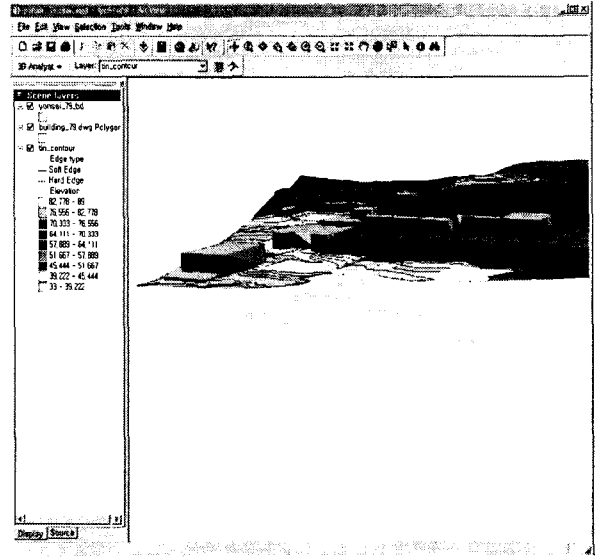 File Edit View Selection Tools Window Help
3D Analyst Layer: tin_contour
Scene layers
yonsei_79_bd
building_79.dwg Polygon
tin_contour
Edge type
Soft Edge
Hard Edge
Elevation
82.778 - 89
76.556 - 82.778
70.333 - 76.556
64.111 - 70.333
57.889 - 64.111
51.667 - 57.889
45.444 - 51.667
39.222 - 45.444
33 - 39.222
Display Source